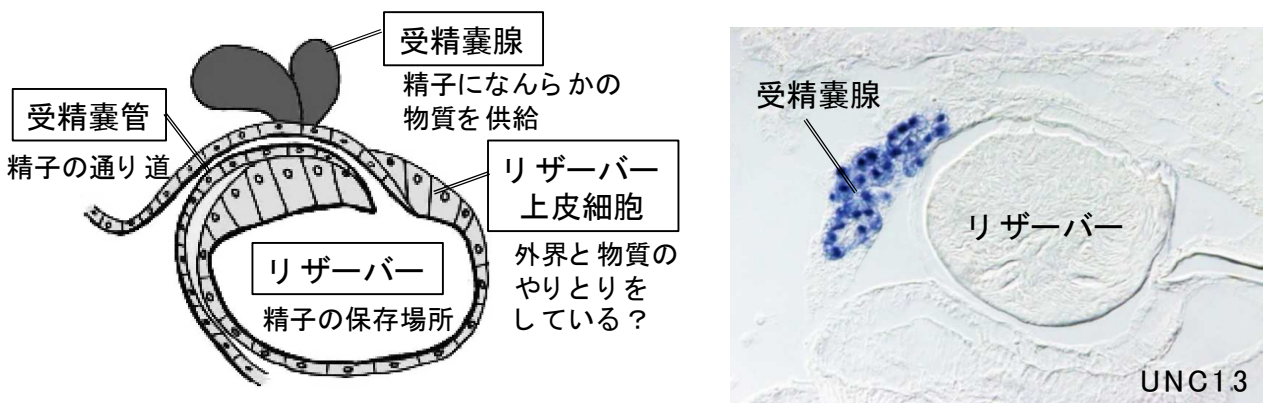 受精嚢腺
精子になんらかの
物質を供給
受精嚢管
精子の通り道
リザーバー
上皮細胞
外界と物質の
やりとりを
している?
リザーバー
精子の保存場所
受精嚢腺
リザーバー
UNC13